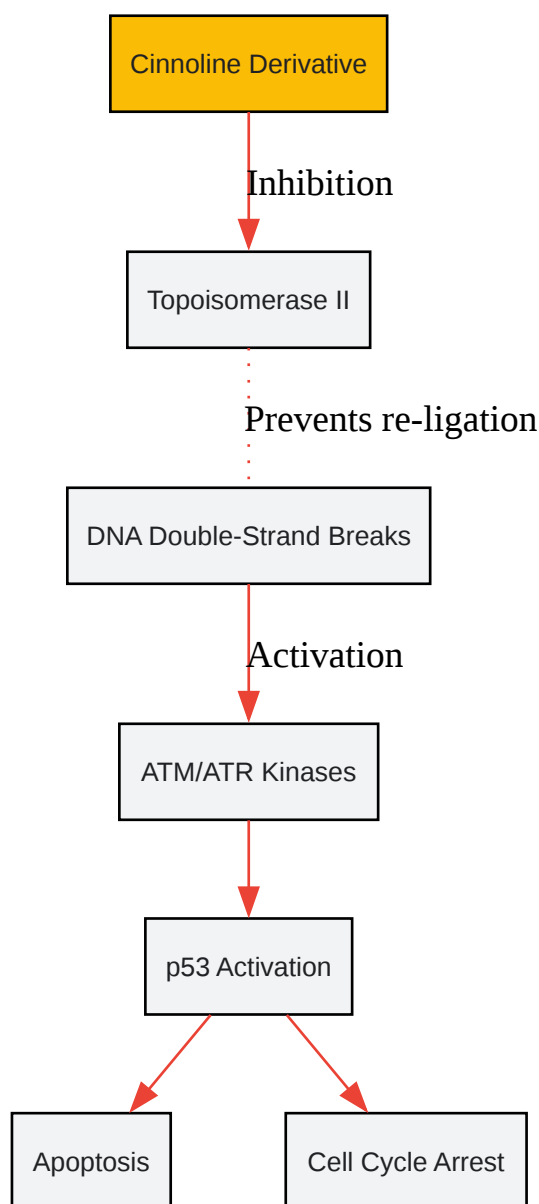 Cinnoline Derivative
Inhibition
Topoisomerase II
Prevents re-ligation
DNA Double-Strand Breaks
Activation
ATM/ATR Kinases
p53 Activation
Apoptosis
Cell Cycle Arrest